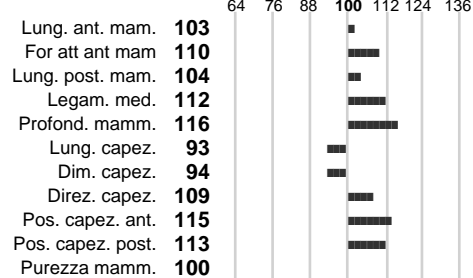 64 76 88 100 112 124 136
Lung. ant. mam. 103
For att ant mam 110
Lung. post. mam. 104
Legam. med. 112
Profond. mamm. 116
Lung. capez. 93
Dim. capez. 94
Direz. capez. 109
Pos. capez. ant. 115
Pos. capez. post. 113
Purezza mamm. 100